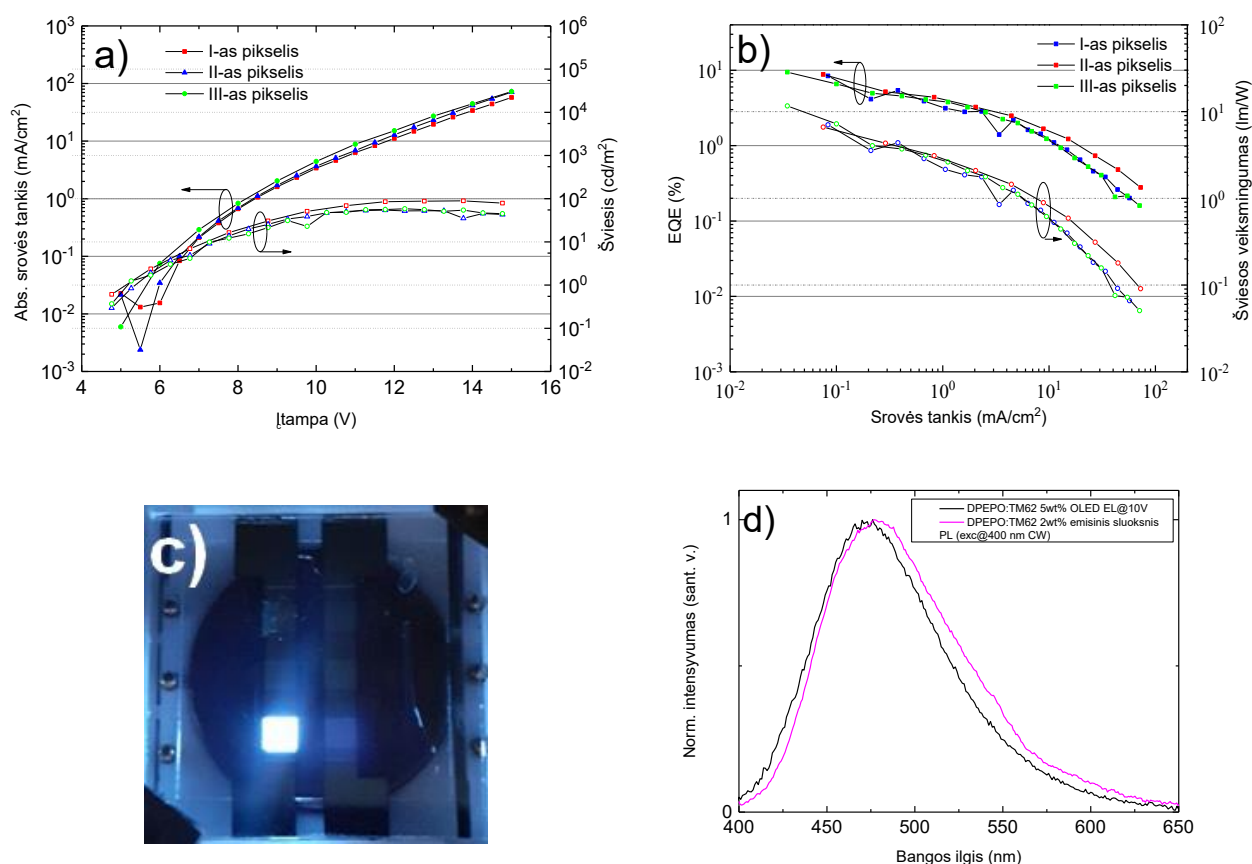 a)
I-as pikselis
II-as pikselis
III-as pikselis
Abs. srovės tankis (mA/cm²)
10³
10²
10¹
10⁰
10⁻¹
10⁻²
10⁻³
4 6 8 10 12 14 16
Įtampa (V)
10⁶
10⁵
10⁴
10³
10²
10¹
10⁰
10⁻¹
10⁻²
Šviesis (cd/m²)
b)
I-as pikselis
II-as pikselis
III-as pikselis
EQE (%)
10¹
10⁰
10⁻¹
10⁻²
10⁻³
10⁻² 10⁻¹ 10⁰ 10¹ 10²
Srovės tankis (mA/cm²)
10²
10¹
10⁰
10⁻¹
10⁻²
Šviesos veiksmingumas (lm/W)
c)
d)
DPEPO:TM62 5wt% OLED EL@10V
DPEPO:TM62 2wt% emisinis sluoksnis
PL (exc@400 nm CW)
Norm. intensyvumas (sant. v.)
1
0
400 450 500 550 600 650
Bangos ilgis (nm)